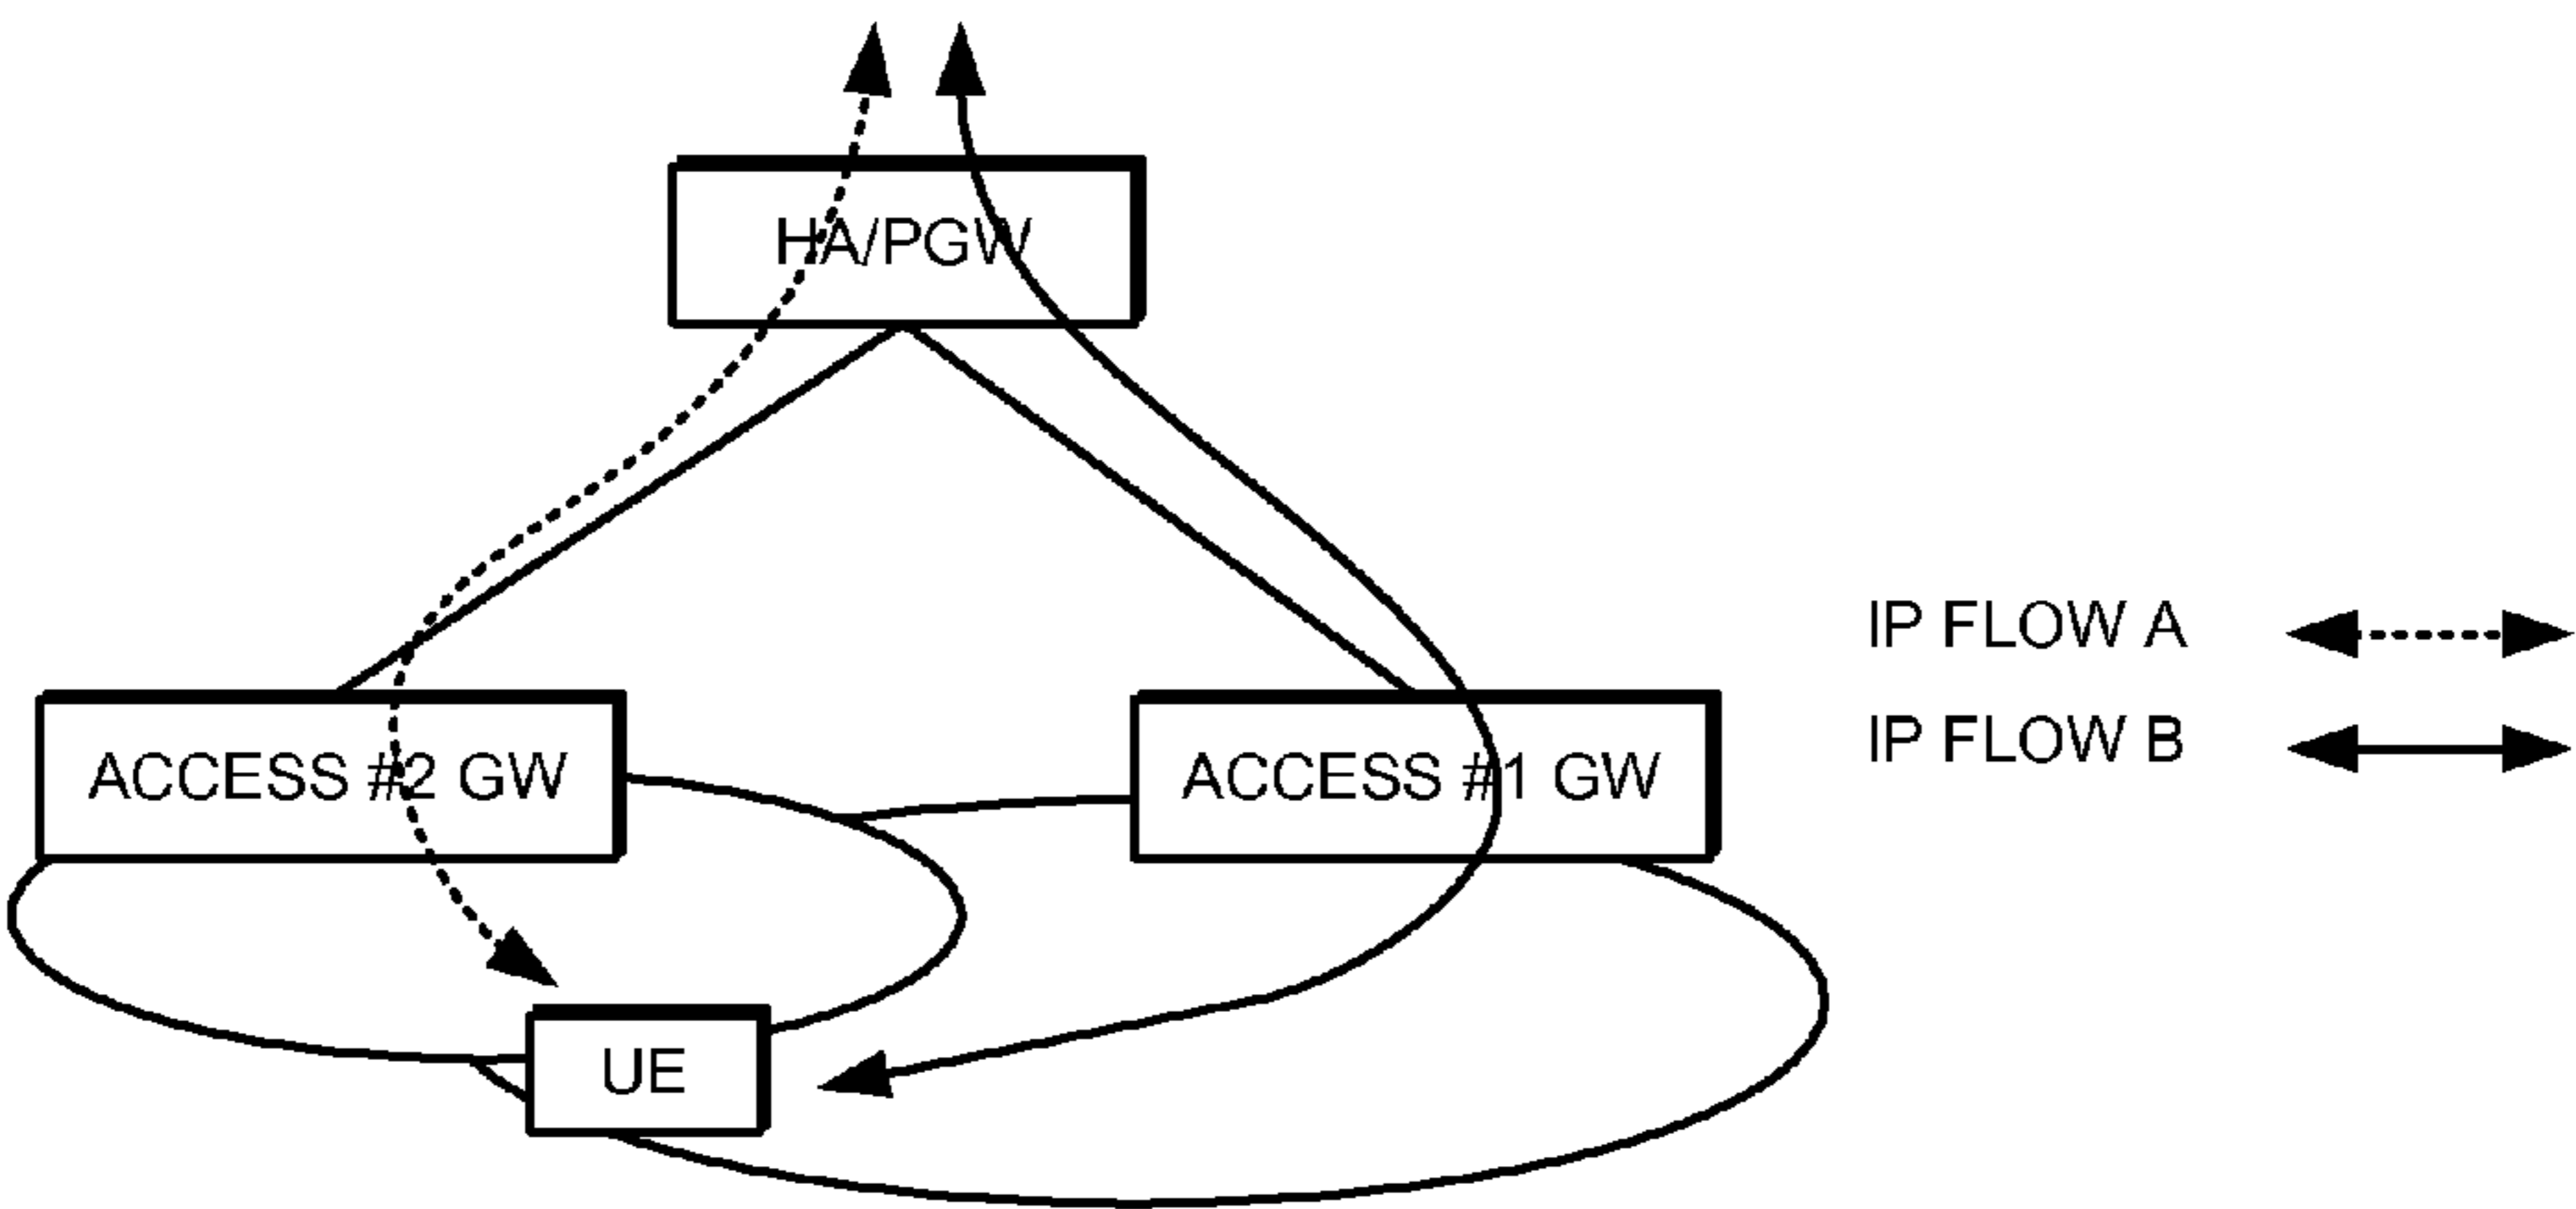 HA/PGW
IP FLOW A
IP FLOW B
ACCESS #2 GW
ACCESS #1 GW
UE